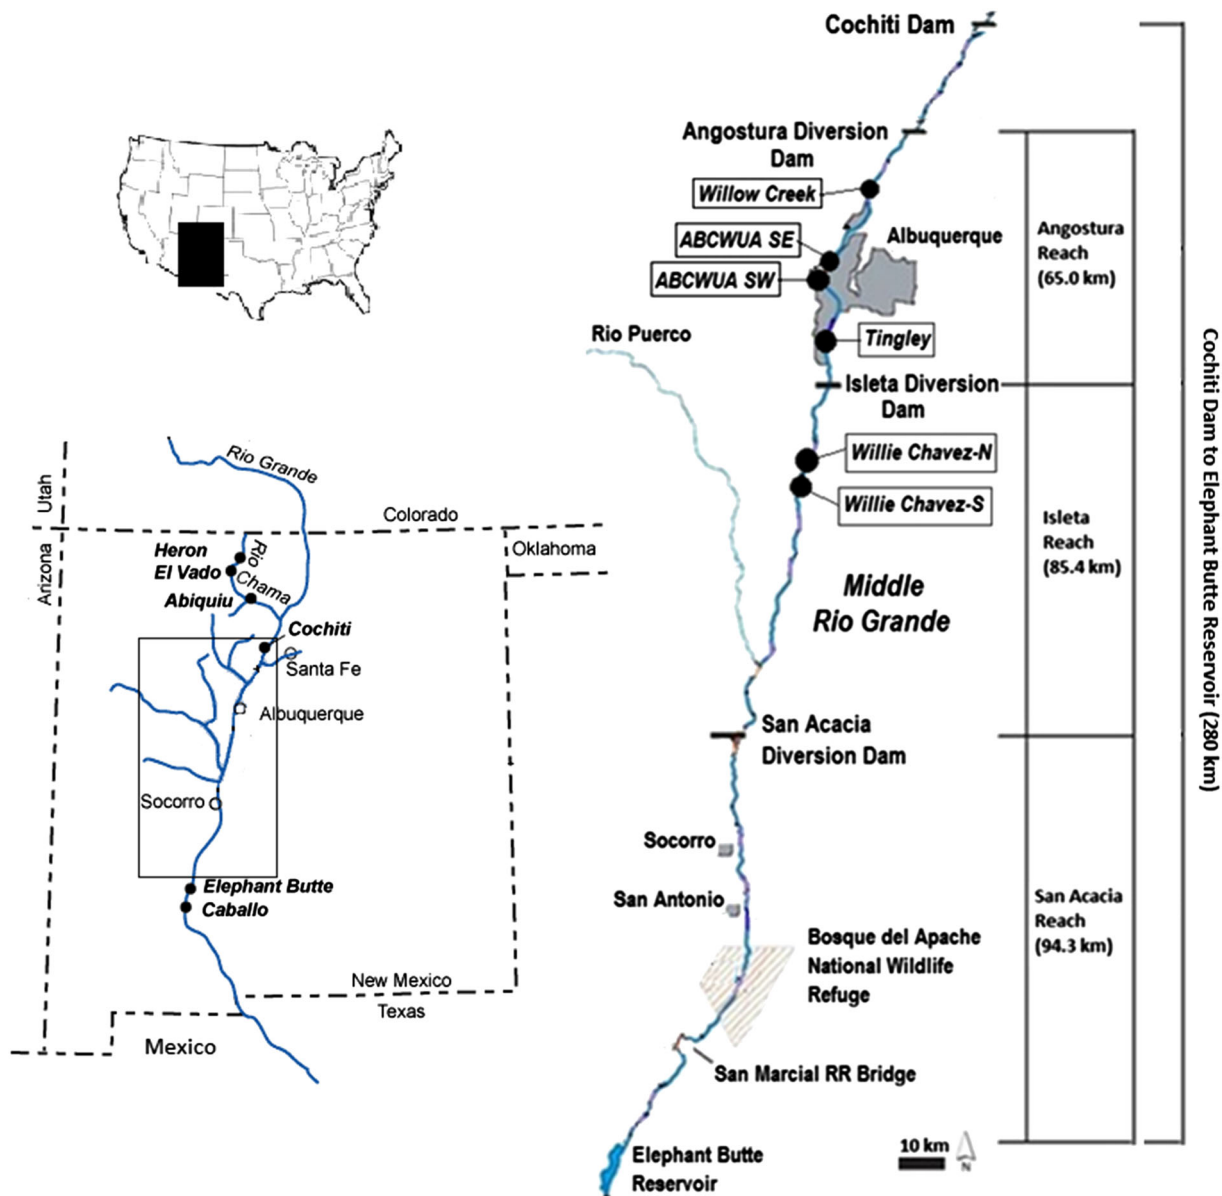 Cochiti Dam
Angostura Diversion
Dam
Willow Creek
ABCWUA SE
Albuquerque
ABCWUA SW
Tingley
Rio Puerco
Isleta Diversion
Dam
Willie Chavez-N
Willie Chavez-S
Middle
Rio Grande
San Acacia
Diversion Dam
Socorro
San Antonio
Bosque del Apache
National Wildlife
Refuge
San Marcial RR Bridge
Elephant Butte
Reservoir
10 km
N
Angostura
Reach
(65.0 km)
Isleta
Reach
(85.4 km)
San Acacia
Reach
(94.3 km)
Cochiti Dam to Elephant Butte Reservoir (280 km)
Rio Grande
Utah
Colorado
Arizona
Oklahoma
Heron
Rio
El Vado
Chama
Abiquiu
Cochiti
Santa Fe
Albuquerque
Socorro
Elephant Butte
Caballo
New Mexico
Texas
Mexico